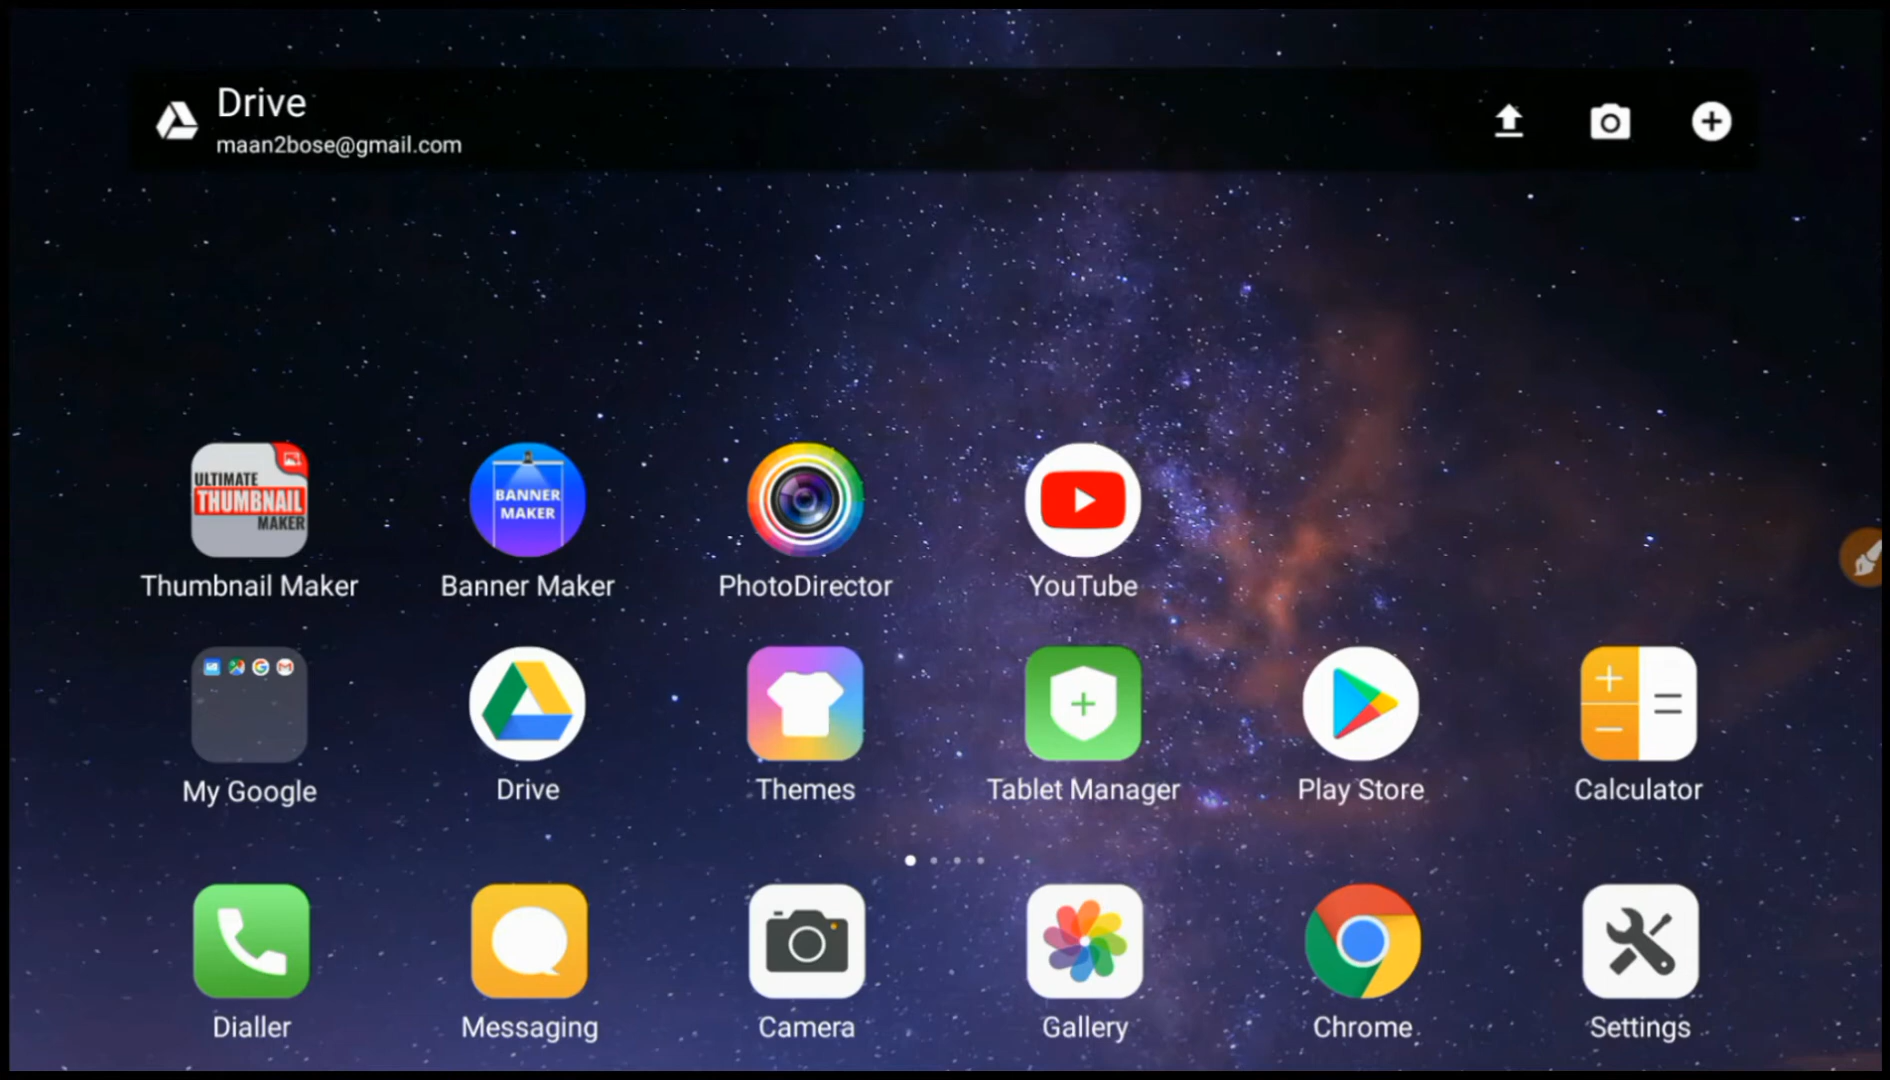 Drive
maan2bose@gmail.com
ULTIMATE
THUMBNAIL
MAKER
BANNER
MAKER
Thumbnail Maker
Banner Maker
PhotoDirector
YouTube
My Google
Drive
Themes
Tablet Manager
Play Store
Calculator
Dialler
Messaging
Camera
Gallery
Chrome
Settings